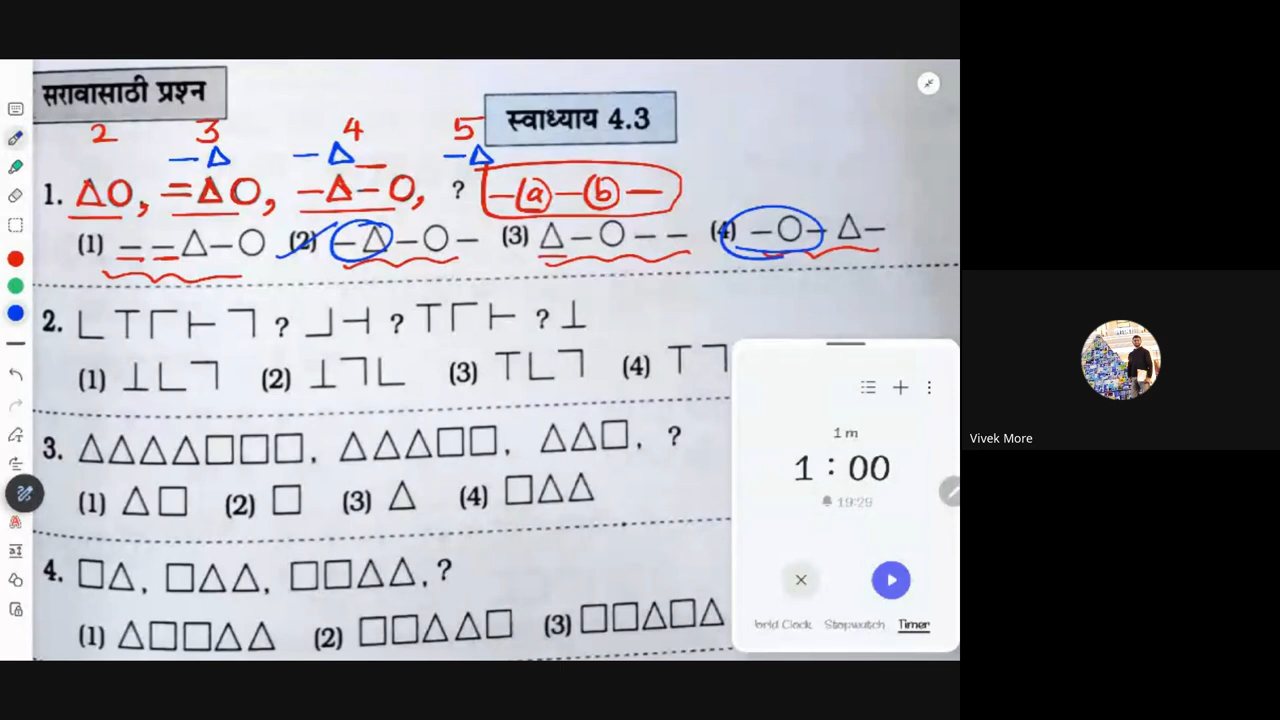 सरावासाठी प्रश्न
स्वाध्याय 4.3
2 3 4 5
– Δ – Δ – Δ
1. Δ O, = Δ O, – Δ – O, ? – a – b –
(1) = = Δ – O (2) – Δ – O – (3) Δ – O – – (4) – O – Δ –
2. ∟ ⊤ Γ ⊢ ┐ ? ┘ ⊣ ? ⊤ Γ ⊢ ? ⊥
(1) ⊥ ∟ ┐ (2) ⊥ ┐ ∟ (3) ⊤ ∟ ┐ (4) ⊤ ┐
3. △△△△□□□, △△△□□, △△□, ?
(1) △□ (2) □ (3) △ (4) □△△
4. □△, □△△, □□△△, ?
(1) △□□△△ (2) □□△△□ (3) □□△□△
1 m
1 : 00
19:29
Stopwatch Timer
Vivek More